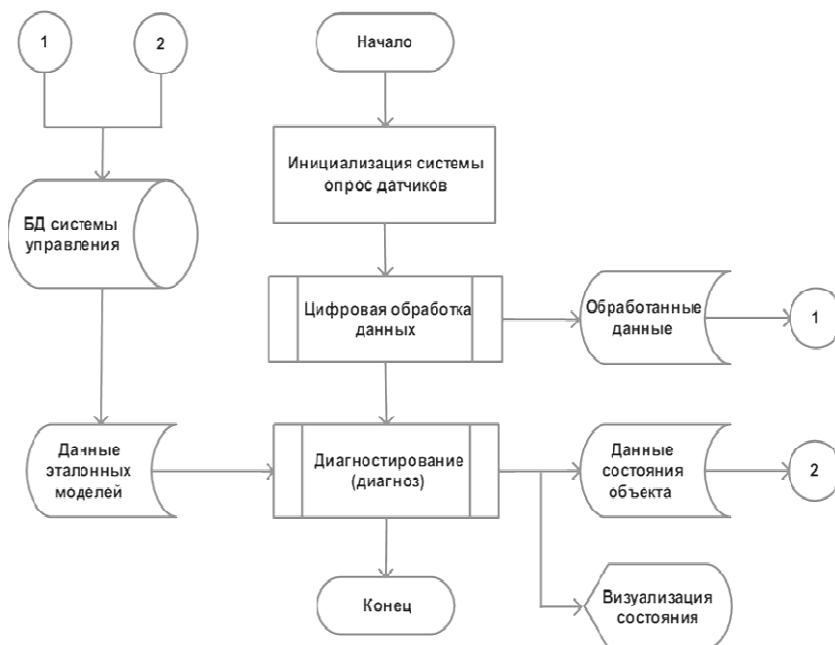 1
2
Начало
Инициализация системы
опрос датчиков
БД системы
управления
Цифровая обработка
данных
Обработанные
данные
1
Данные
эталонных
моделей
Диагностирование
(диагноз)
Данные
состояния
объекта
2
Конец
Визуализация
состояния